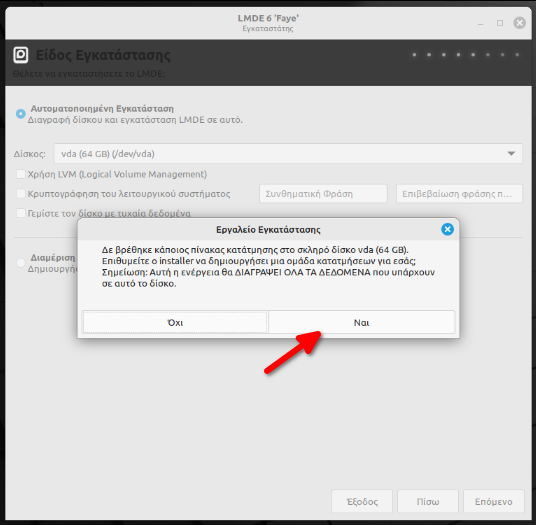 LMDE 6 'Faye'
Εγκαταστάτης
Είδος Εγκατάστασης
Θέλετε να εγκαταστήσετε το LMDE;
Αυτοματοποιημένη Εγκατάσταση
Διαγραφή δίσκου και εγκατάσταση LMDE σε αυτό.
Δίσκος: vda (64 GB) (/dev/vda)
Χρήση LVM (Logical Volume Management)
Κρυπτογράφηση του λειτουργικού συστήματος Συνθηματική Φράση Επιβεβαίωση φράσης π...
Γεμίστε τον δίσκο με τυχαία δεδομένα
Εργαλείο Εγκατάστασης
Δε βρέθηκε κάποιος πίνακας κατάτμησης στο σκληρό δίσκο vda (64 GB).
Επιθυμείτε ο installer να δημιουργήσει μια ομάδα κατατμήσεων για εσάς;
Σημείωση: Αυτή η ενέργεια θα ΔΙΑΓΡΑΨΕΙ ΟΛΑ ΤΑ ΔΕΔΟΜΕΝΑ που υπάρχουν
σε αυτό το δίσκο.
Όχι Ναι
Διαμέριση
Έξοδος Πίσω Επόμενο